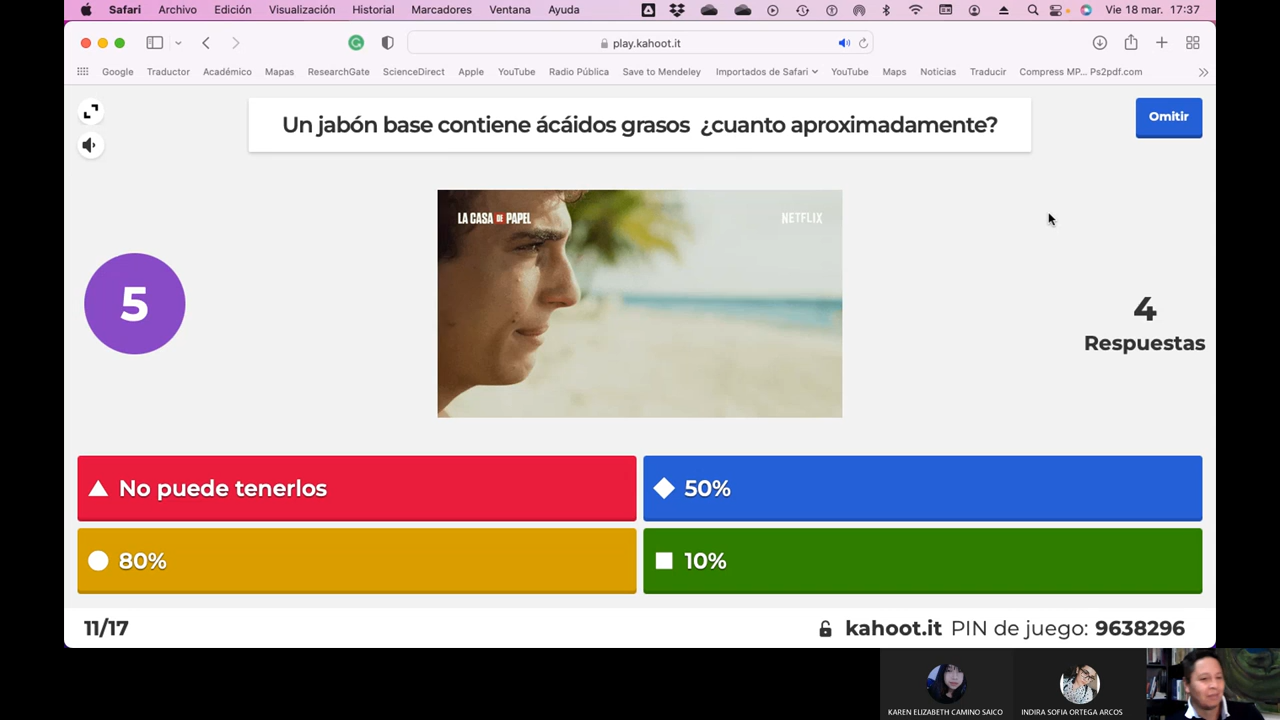 Safari Archivo Edición Visualización Historial Marcadores Ventana Ayuda Vie 18 mar. 17:37
play.kahoot.it
Google Traductor Académico Mapas ResearchGate ScienceDirect Apple YouTube Radio Pública Save to Mendeley Importados de Safari YouTube Maps Noticias Traducir Compress MP... Ps2pdf.com
Un jabón base contiene ácáidos grasos ¿cuanto aproximadamente?
Omitir
LA CASA DE PAPEL
NETFLIX
5
4
Respuestas
No puede tenerlos
50%
80%
10%
11/17
kahoot.it PIN de juego: 9638296
KAREN ELIZABETH CAMINO SAICO
INDIRA SOFIA ORTEGA ARCOS